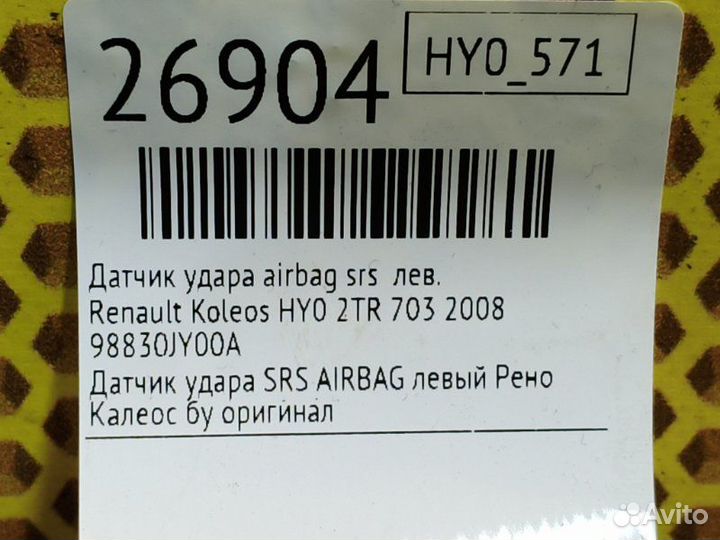 26904
HY0_571
Датчик удара airbag srs лев.
Renault Koleos HY0 2TR 703 2008
98830JY00A
Датчик удара SRS AIRBAG левый Рено
Калеос бу оригинал
Avito